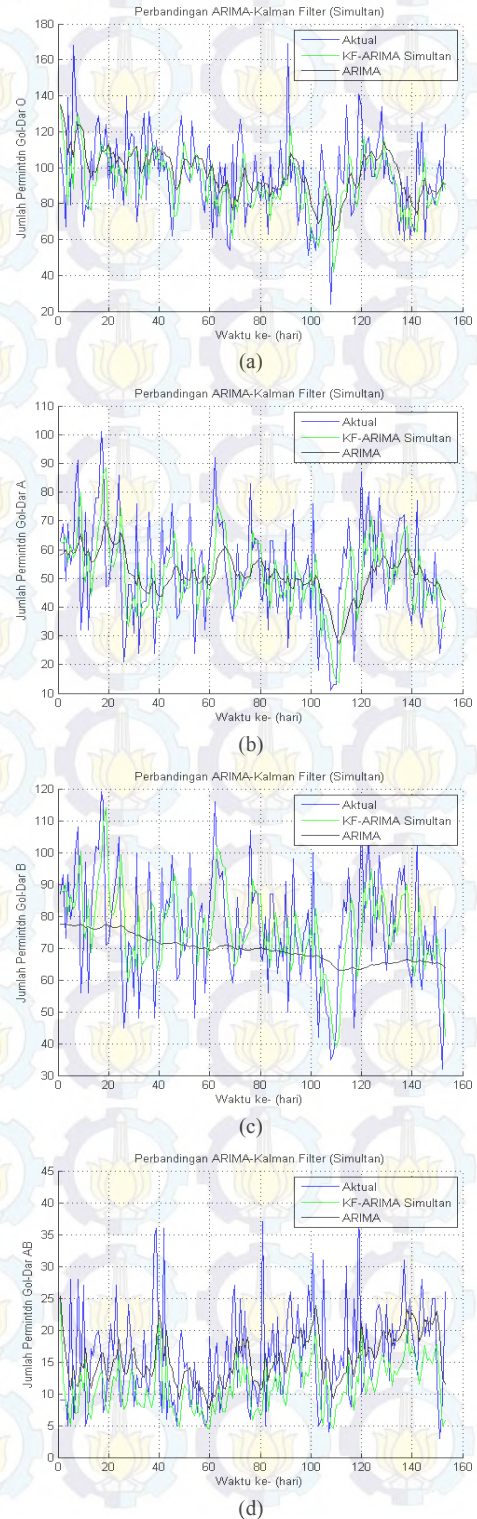 Perbandingan ARIMA-Kalman Filter (Simultan)
180
160
140
120
100
80
60
40
20
Jumlah Permintdn Gol-Dar O
Aktual
KF-ARIMA Simultan
ARIMA
0 20 40 60 80 100 120 140 160
Waktu ke- (hari)
(a)
Perbandingan ARIMA-Kalman Filter (Simultan)
110
100
90
80
70
60
50
40
30
20
10
Jumlah Permintdn Gol-Dar A
Aktual
KF-ARIMA Simultan
ARIMA
0 20 40 60 80 100 120 140 160
Waktu ke- (hari)
(b)
Perbandingan ARIMA-Kalman Filter (Simultan)
120
110
100
90
80
70
60
50
40
30
Jumlah Permintdn Gol-Dar B
Aktual
KF-ARIMA Simultan
ARIMA
0 20 40 60 80 100 120 140 160
Waktu ke- (hari)
(c)
Perbandingan ARIMA-Kalman Filter (Simultan)
45
40
35
30
25
20
15
10
5
0
Jumlah Permintdn Gol-Dar AB
Aktual
KF-ARIMA Simultan
ARIMA
0 20 40 60 80 100 120 140 160
Waktu ke- (hari)
(d)